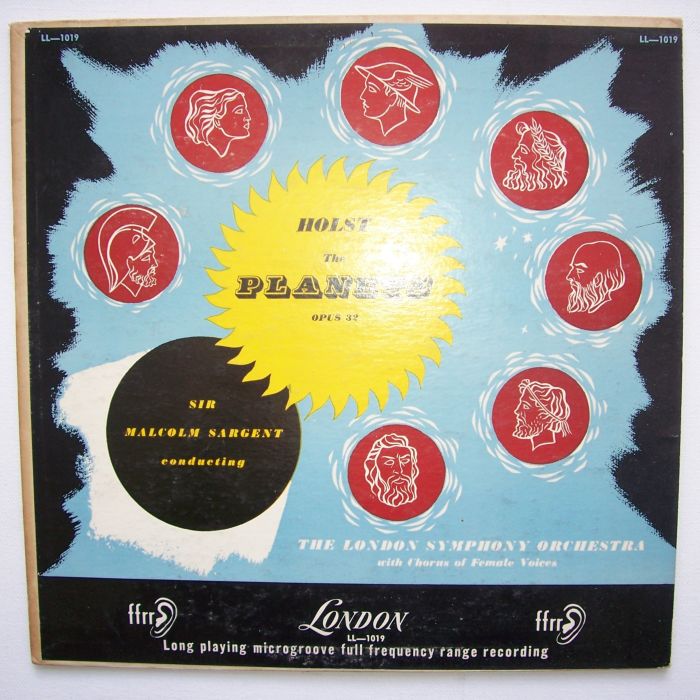 LL—1019
LL—1019
HOLST
The
PLANETS
OPUS 32
SIR
MALCOLM SARGENT
conducting
THE LONDON SYMPHONY ORCHESTRA
with Chorus of Female Voices
ffrr LONDON ffrr
LL—1019
Long playing microgroove full frequency range recording